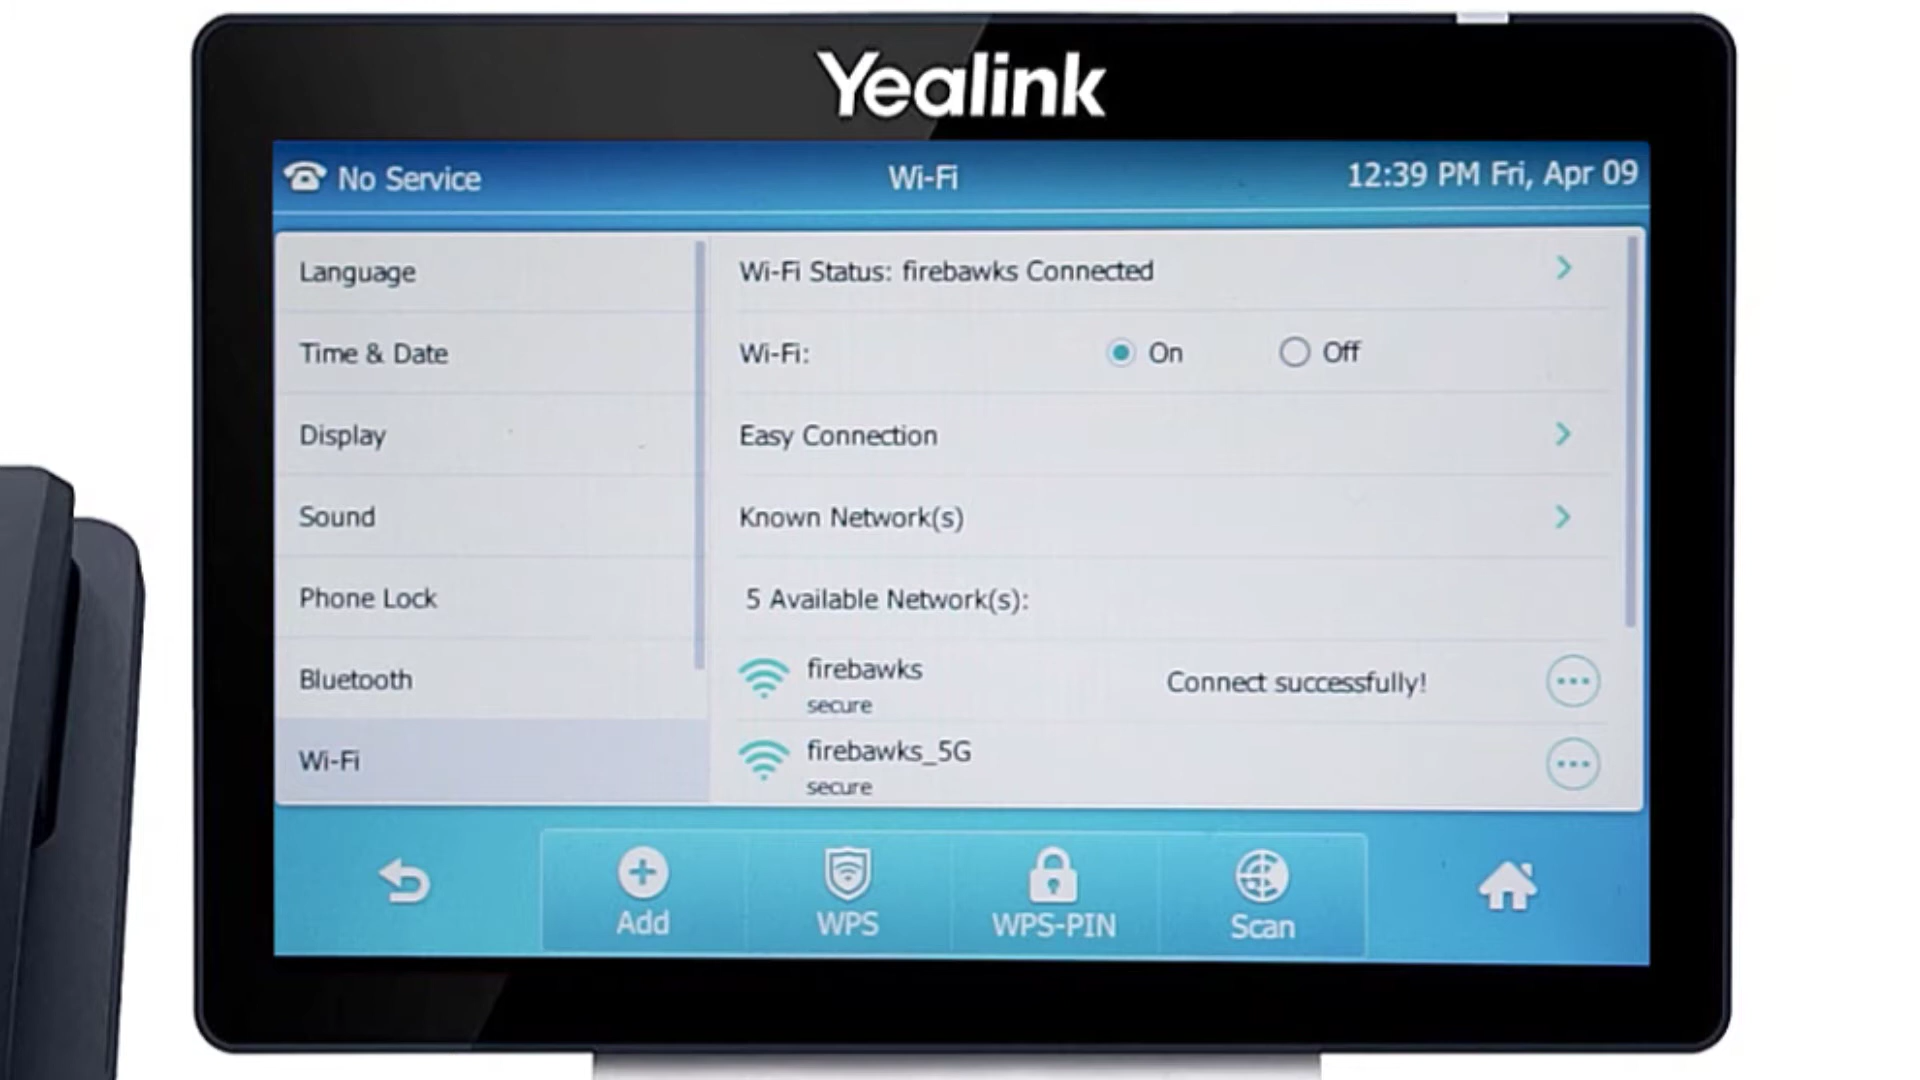 Yealink
No Service
Wi-Fi
12:39 PM Fri, Apr 09
Language
Time & Date
Display
Sound
Phone Lock
Bluetooth
Wi-Fi
Wi-Fi Status: firebawks Connected
Wi-Fi:
On
Off
Easy Connection
Known Network(s)
5 Available Network(s):
firebawks
secure
Connect successfully!
firebawks_5G
secure
Add
WPS
WPS-PIN
Scan